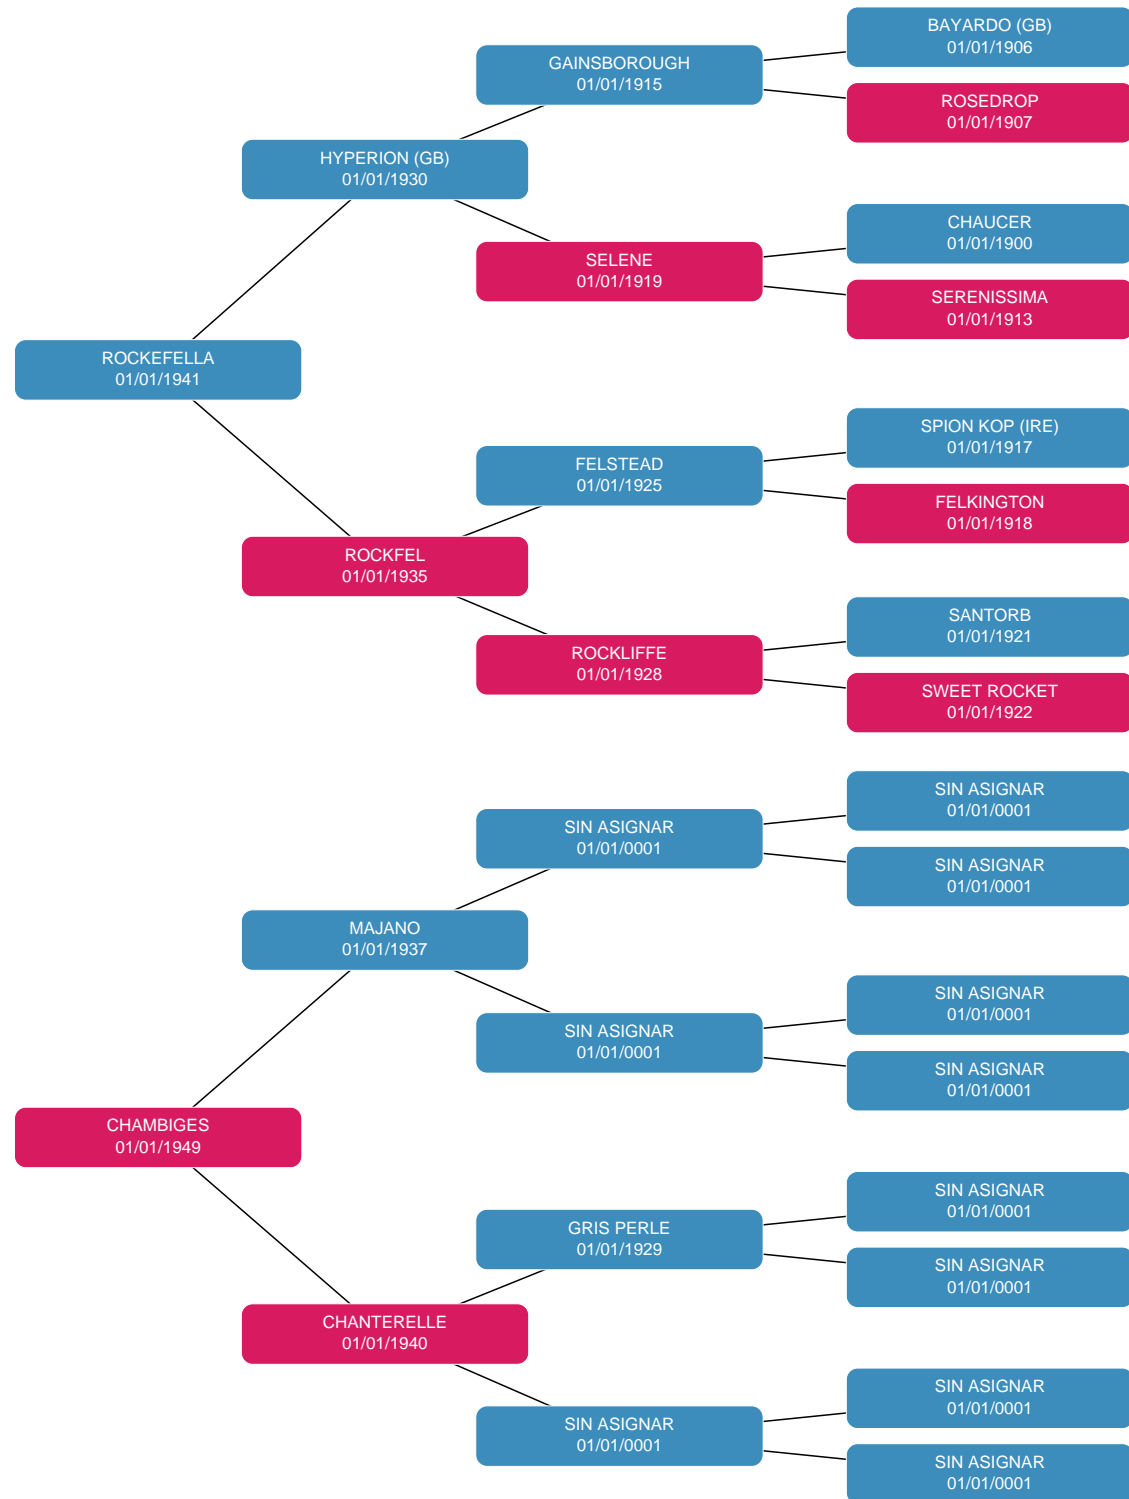 BAYARDO (GB)
01/01/1906
GAINSBOROUGH
01/01/1915
ROSEDROP
01/01/1907
HYPERION (GB)
01/01/1930
CHAUCER
01/01/1900
SELENE
01/01/1919
SERENISSIMA
01/01/1913
ROCKEFELLA
01/01/1941
SPION KOP (IRE)
01/01/1917
FELSTEAD
01/01/1925
FELKINGTON
01/01/1918
ROCKFEL
01/01/1935
SANTORB
01/01/1921
ROCKLIFFE
01/01/1928
SWEET ROCKET
01/01/1922
SIN ASIGNAR
01/01/0001
SIN ASIGNAR
01/01/0001
SIN ASIGNAR
01/01/0001
MAJANO
01/01/1937
SIN ASIGNAR
01/01/0001
SIN ASIGNAR
01/01/0001
SIN ASIGNAR
01/01/0001
CHAMBIGES
01/01/1949
SIN ASIGNAR
01/01/0001
GRIS PERLE
01/01/1929
SIN ASIGNAR
01/01/0001
CHANTERELLE
01/01/1940
SIN ASIGNAR
01/01/0001
SIN ASIGNAR
01/01/0001
SIN ASIGNAR
01/01/0001